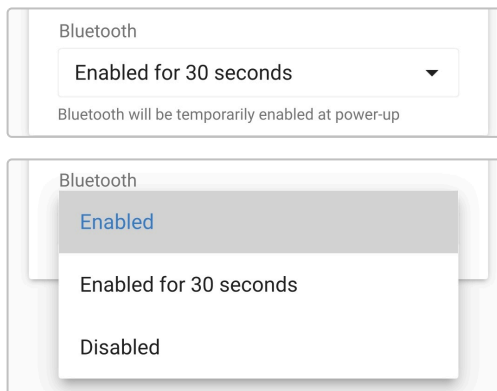 Bluetooth
Enabled for 30 seconds
Bluetooth will be temporarily enabled at power-up
Bluetooth
Enabled
Enabled for 30 seconds
Disabled